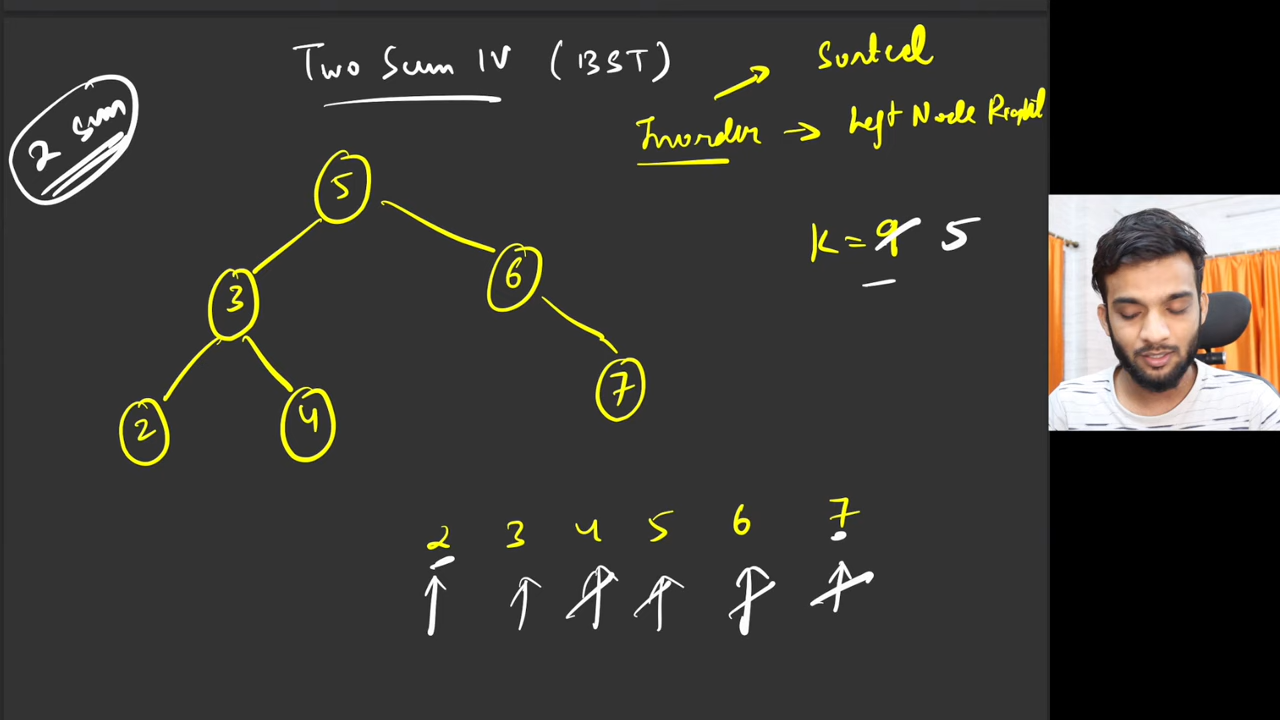 Two Sum IV (BST)
Sorted
2 sum
Inorder → Left Node Right
5
K = 9 5
6
3
7
2
4
2 3 4 5 6 7